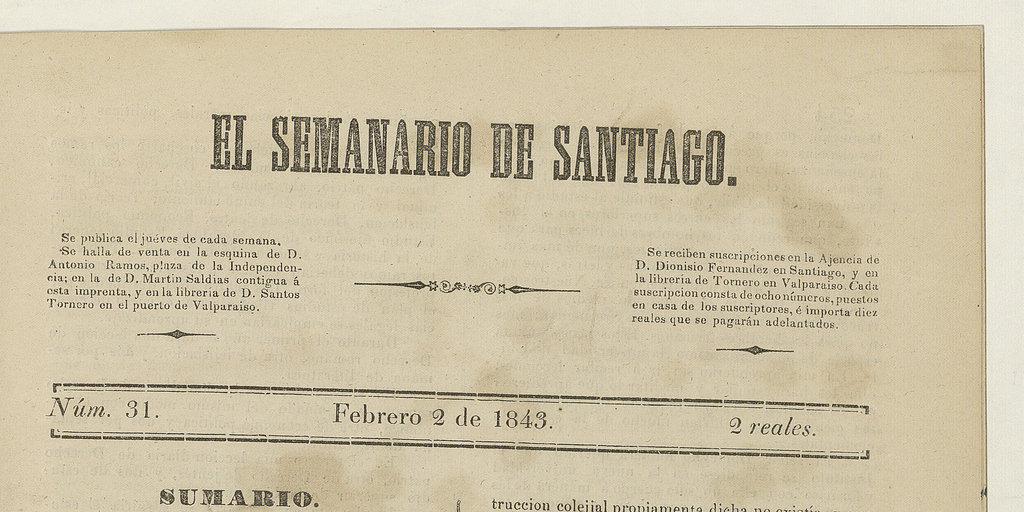 EL SEMANARIO DE SANTIAGO.
Se publica el juéves de cada semana.
Se halla de venta en la esquina de D.
Antonio Ramos, plaza de la Independen-
cia; en la de D. Martin Saldias contigua á
esta imprenta, y en la libreria de D. Santos
Tornero en el puerto de Valparaiso.
Se reciben suscripciones en la Ajencia de
D. Dionisio Fernandez en Santiago, y en
la libreria de Tornero en Valparaiso. Cada
suscripcion consta de ocho números, puestos
en casa de los suscriptores, é importa diez
reales que se pagarán adelantados.
Núm. 31.
Febrero 2 de 1843.
2 reales.
SUMARIO.
truccion colejial propiamente dicha no